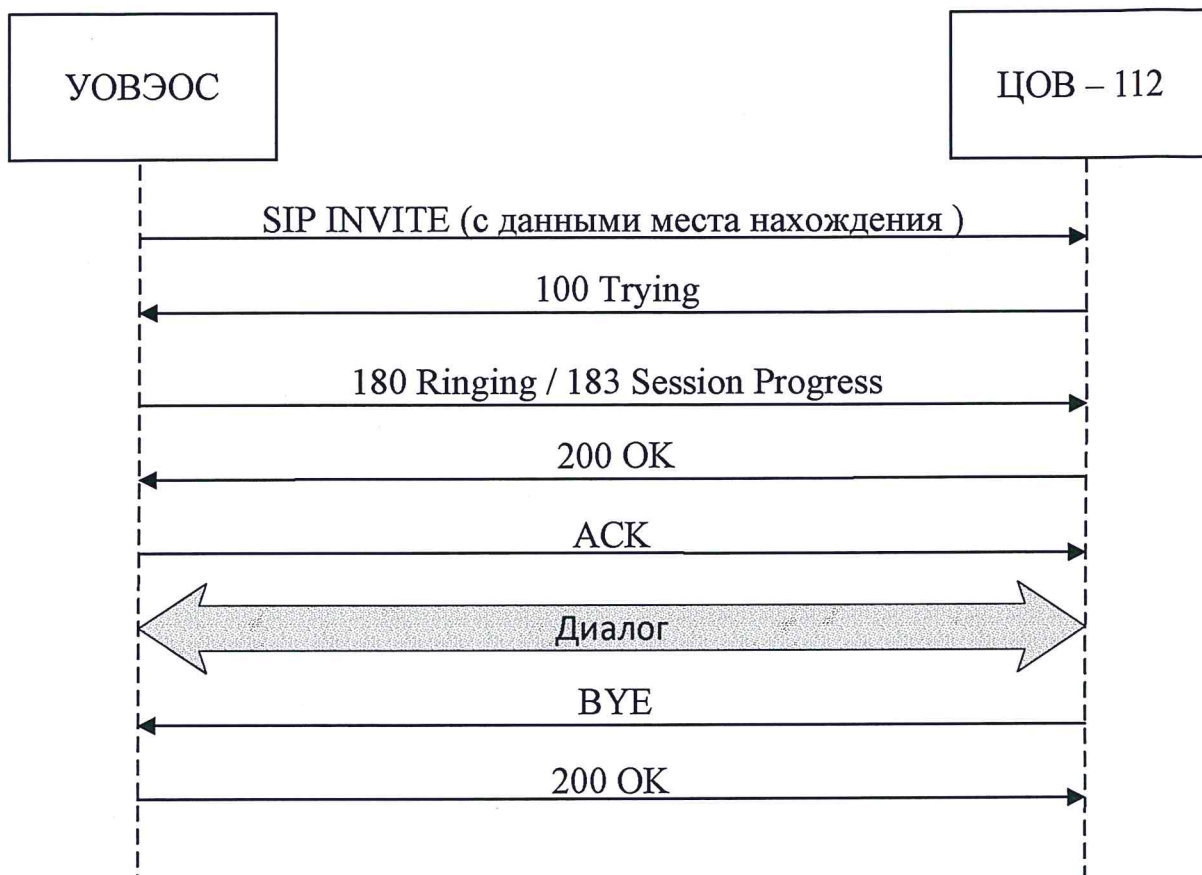 УОВЭОС
ЦОВ – 112
SIP INVITE (с данными места нахождения )
100 Trying
180 Ringing / 183 Session Progress
200 OK
ACK
Диалог
BYE
200 OK